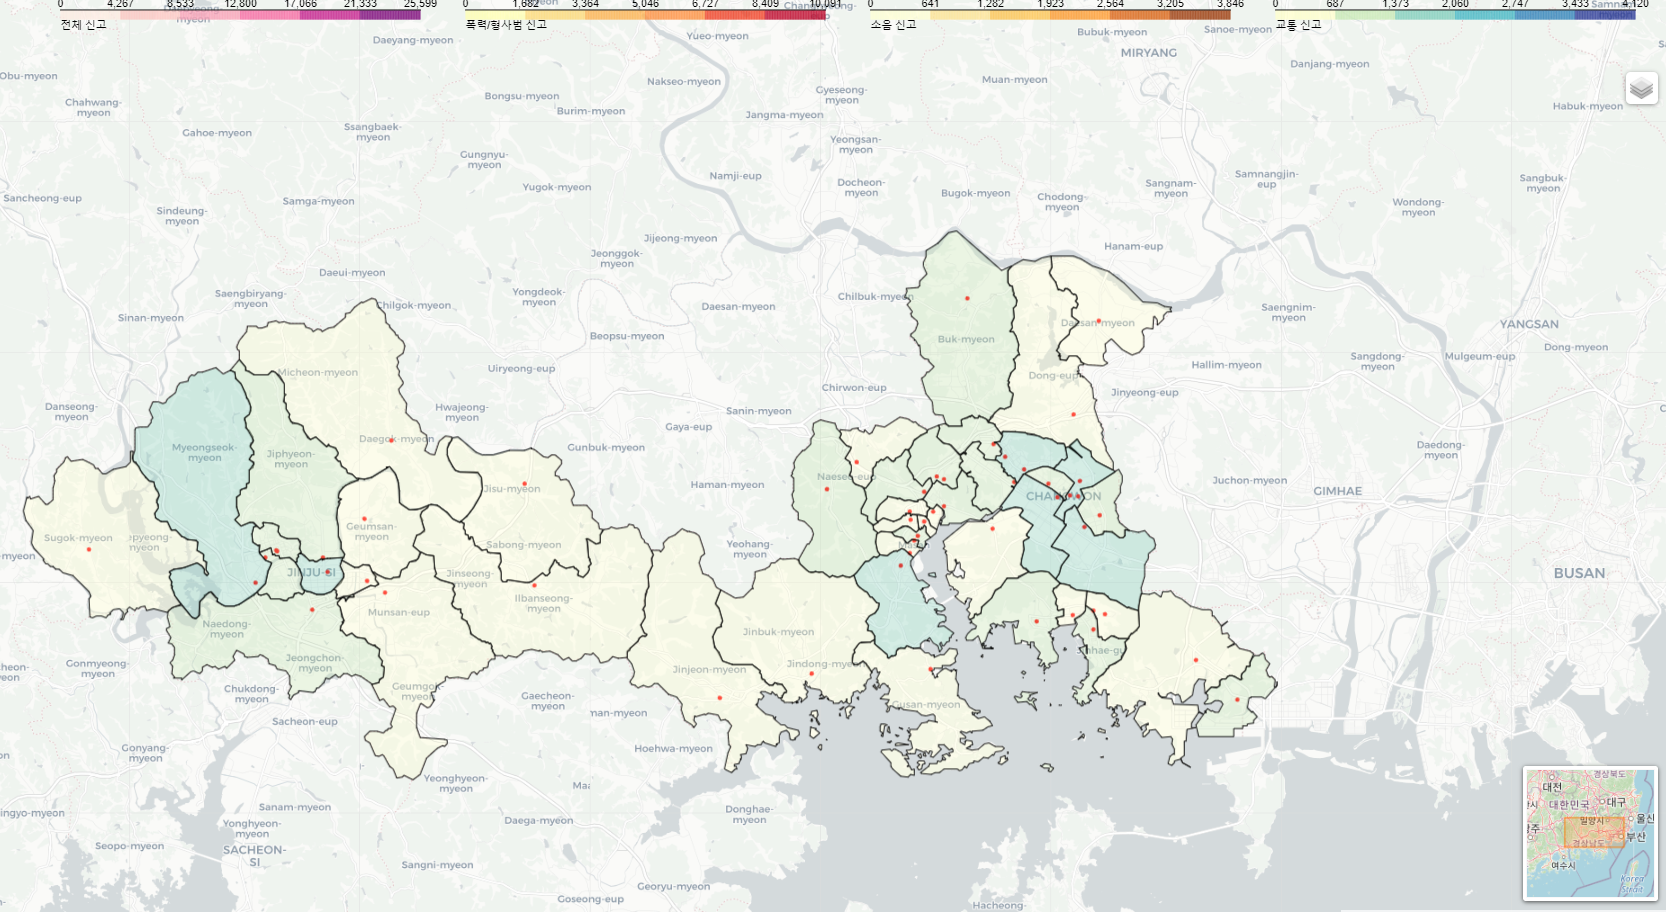 0 4,267 8,533 12,800 17,066 21,333 25,599
전체 신고
0 1,682 3,364 5,046 6,727 8,409 10,091
폭력/형사범 신고
0 641 1,282 1,923 2,564 3,205 3,846
소음 신고
0 687 1,373 2,060 2,747 3,433 4,120
교통 신고
Daeyang-myeon
Yueo-myeon
Bubuk-myeon
Sanoe-myeon
MIRYANG
Danjang-myeon
Obu-myeon
Nakseo-myeon
Muan-myeon
Chahwang-
myeon
Bongsu-myeon
Burim-myeon
Gyeseong-
myeon
Jangma-myeon
Habuk-myeon
Gahoe-myeon
Ssangbaek-
myeon
Yeongsan-
myeon
Gungnyu-
myeon
Namji-eup
Docheon-
myeon
Yugok-myeon
Bugok-myeon
Sangnam-
myeon
Samnangjin-
eup
Sangbuk-
myeon
Sancheong-eup
Samga-myeon
Chodong-
myeon
Wondong-
myeon
Sindeung-
myeon
Jijeong-myeon
Hanam-eup
Jeonggok-
myeon
Daeui-myeon
Saengbiryang-
myeon
Chilgok-myeon
Yongdeok-
myeon
Daesan-myeon
Chilbuk-myeon
Saengnim-
myeon
Sinan-myeon
Daesan-myeon
YANGSAN
Beopsu-myeon
Buk-myeon
Dong-myeon
Mulgeum-eup
Sangdong-
myeon
Hallim-myeon
Micheon-myeon
Uiryeong-eup
Dong-eup
Chirwon-eup
Jinyeong-eup
Danseong-
myeon
Hwajeong-
myeon
Sanin-myeon
Gaya-eup
Daegok-myeon
Gunbuk-myeon
Myeongseok-
myeon
Jiphyeon-
myeon
Daedong-
myeon
Naeseo-eup
Haman-myeon
Juchon-myeon
GIMHAE
Jisu-myeon
CHANGWON
Geumsan-
myeon
Sugok-myeon
Sabong-myeon
Yeohang-
myeon
JINJU-SI
Jinseong-
myeon
BUSAN
Ilbanseong-
myeon
Munsan-eup
Naedong-
myeon
Jinbuk-myeon
Jeongchon-
myeon
Jinjeon-myeon
Jindong-myeon
Gonmyeong-
myeon
Chukdong-
myeon
Geumgok-
myeon
Gaecheon-
myeon
Gusan-myeon
Sacheon-eup
Hoehwa-myeon
Gonyang-
myeon
Yeonghyeon-
myeon
Sanam-myeon
Donghae-
myeon
Daega-myeon
Yonghyeon-
myeon
Seopo-myeon
SACHEON-
SI
Sangni-myeon
Georyu-myeon
Goseong-eup
Hacheong-
대전
경상북도
대한민국
대구
밀양시
울산
부산
경상남도
여수시
Korea
Strait